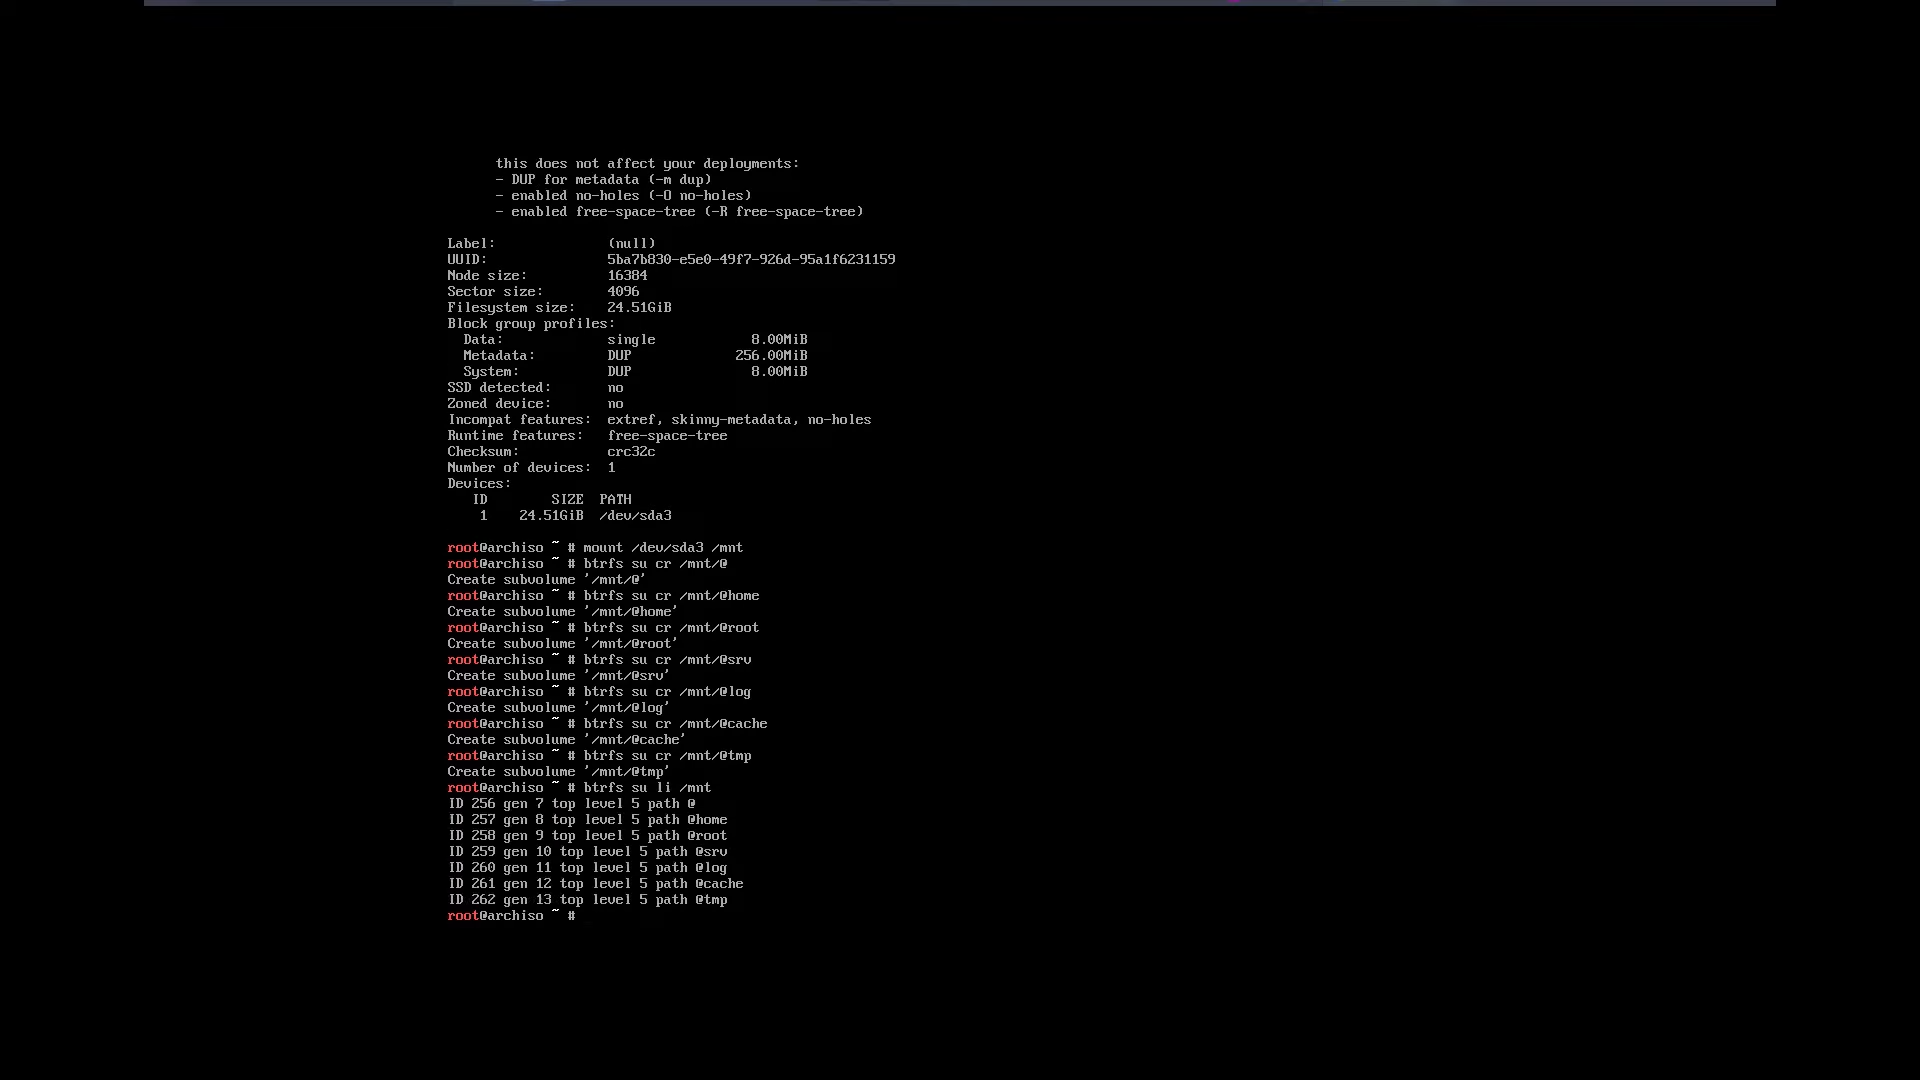 this does not affect your deployments:
- DUP for metadata (-m dup)
- enabled no-holes (-O no-holes)
- enabled free-space-tree (-R free-space-tree)
Label: (null)
UUID: 5ba7b830-e5e0-49f7-926d-95a1f6231159
Node size: 16384
Sector size: 4096
Filesystem size: 24.51GiB
Block group profiles:
Data: single 8.00MiB
Metadata: DUP 256.00MiB
System: DUP 8.00MiB
SSD detected: no
Zoned device: no
Incompat features: extref, skinny-metadata, no-holes
Runtime features: free-space-tree
Checksum: crc32c
Number of devices: 1
Devices:
ID SIZE PATH
1 24.51GiB /dev/sda3
root@archiso ~ # mount /dev/sda3 /mnt
root@archiso ~ # btrfs su cr /mnt/@
Create subvolume '/mnt/@'
root@archiso ~ # btrfs su cr /mnt/@home
Create subvolume '/mnt/@home'
root@archiso ~ # btrfs su cr /mnt/@root
Create subvolume '/mnt/@root'
root@archiso ~ # btrfs su cr /mnt/@srv
Create subvolume '/mnt/@srv'
root@archiso ~ # btrfs su cr /mnt/@log
Create subvolume '/mnt/@log'
root@archiso ~ # btrfs su cr /mnt/@cache
Create subvolume '/mnt/@cache'
root@archiso ~ # btrfs su cr /mnt/@tmp
Create subvolume '/mnt/@tmp'
root@archiso ~ # btrfs su li /mnt
ID 256 gen 7 top level 5 path @
ID 257 gen 8 top level 5 path @home
ID 258 gen 9 top level 5 path @root
ID 259 gen 10 top level 5 path @srv
ID 260 gen 11 top level 5 path @log
ID 261 gen 12 top level 5 path @cache
ID 262 gen 13 top level 5 path @tmp
root@archiso ~ #